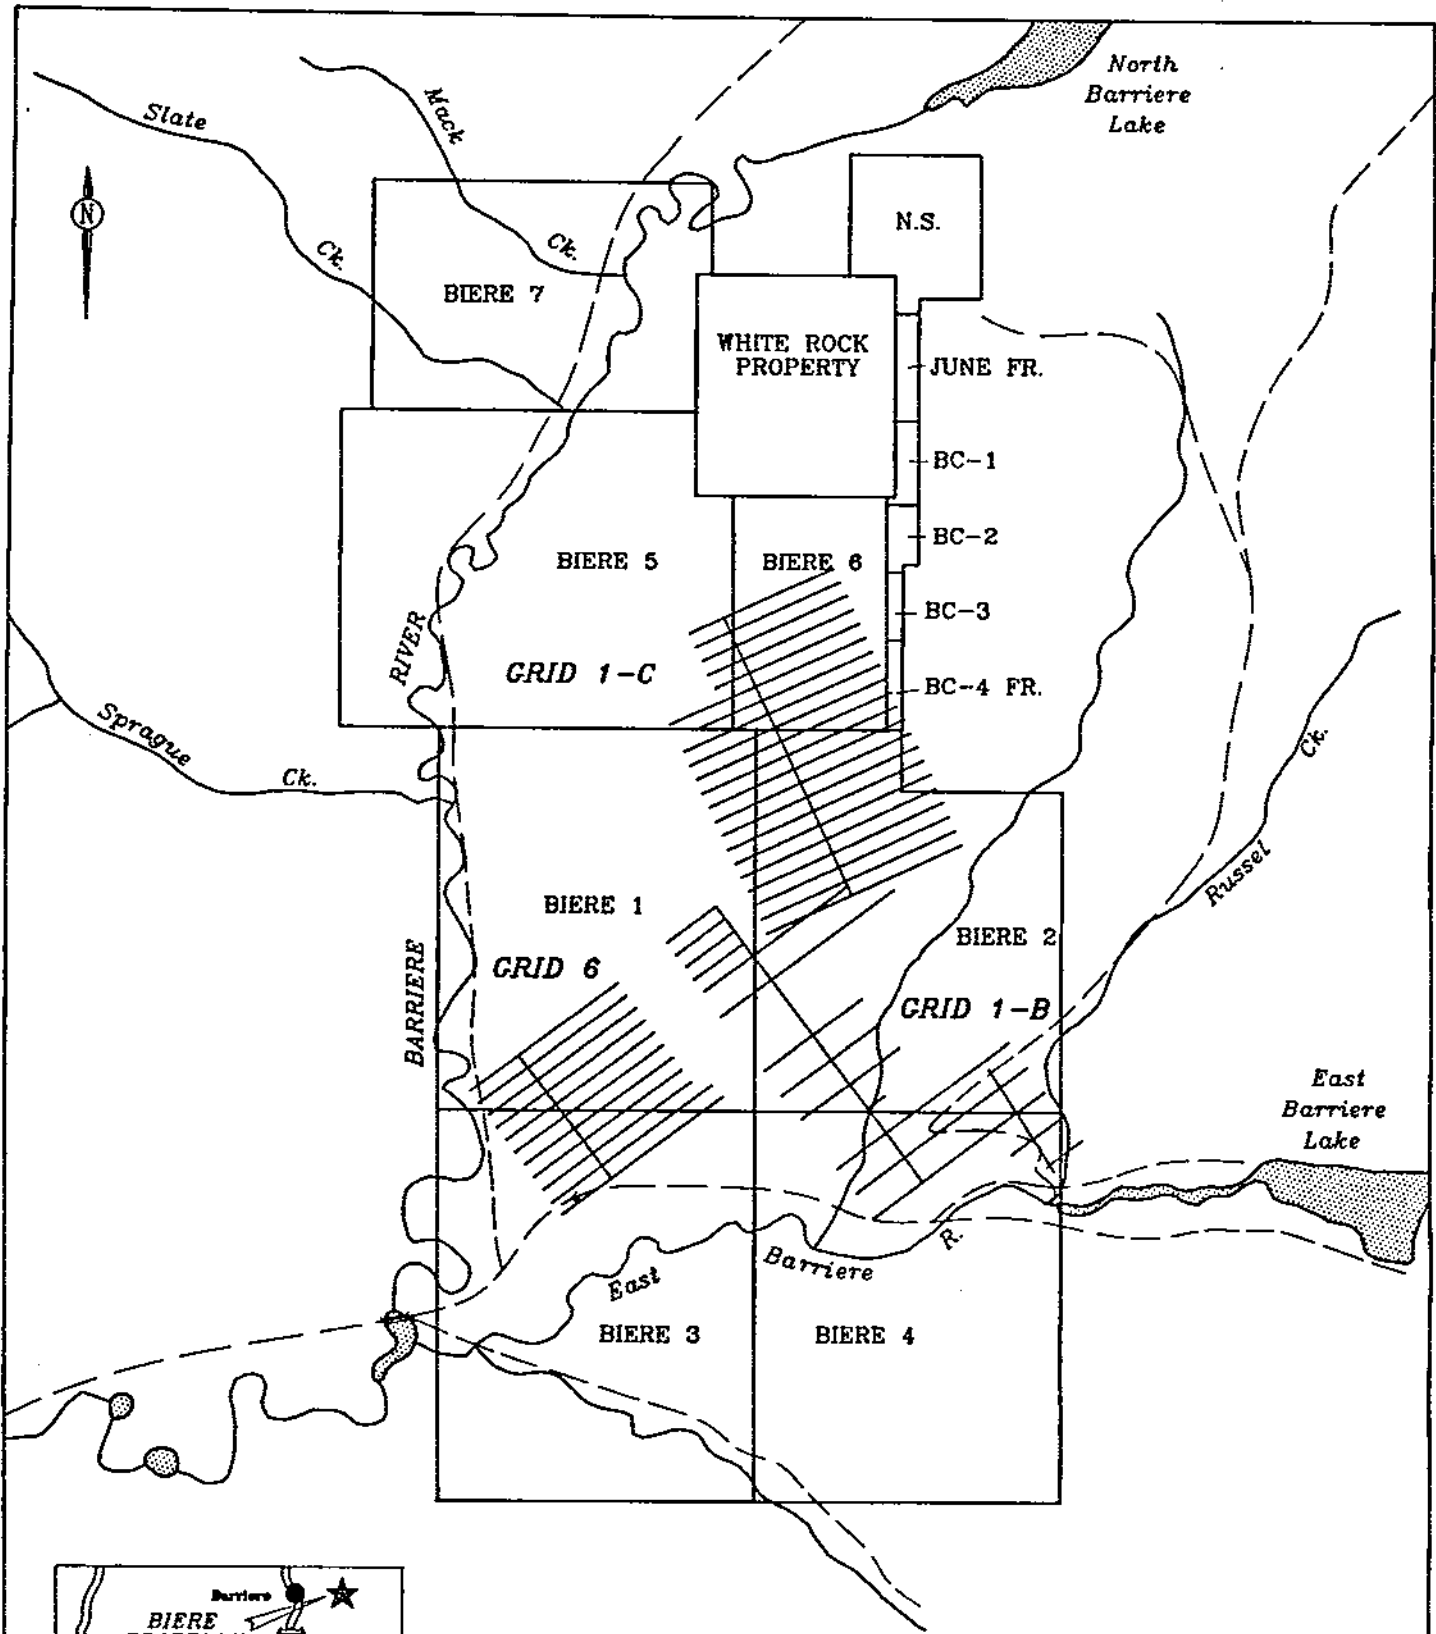 North
Barriere
Lake
Slate
Mack
N
N.S.
Ck.
Ck.
BIERE 7
WHITE ROCK
PROPERTY
JUNE FR.
BC-1
BC-2
BIERE 5
BIERE 6
BC-3
RIVER
GRID 1-C
BC-4 FR.
Sprague
Ck.
Ck.
Russel
BIERE 1
BIERE 2
GRID 6
BARRIERE
GRID 1-B
East
Barriere
Lake
R.
Barriere
East
BIERE 3
BIERE 4
Barriere
BIERE